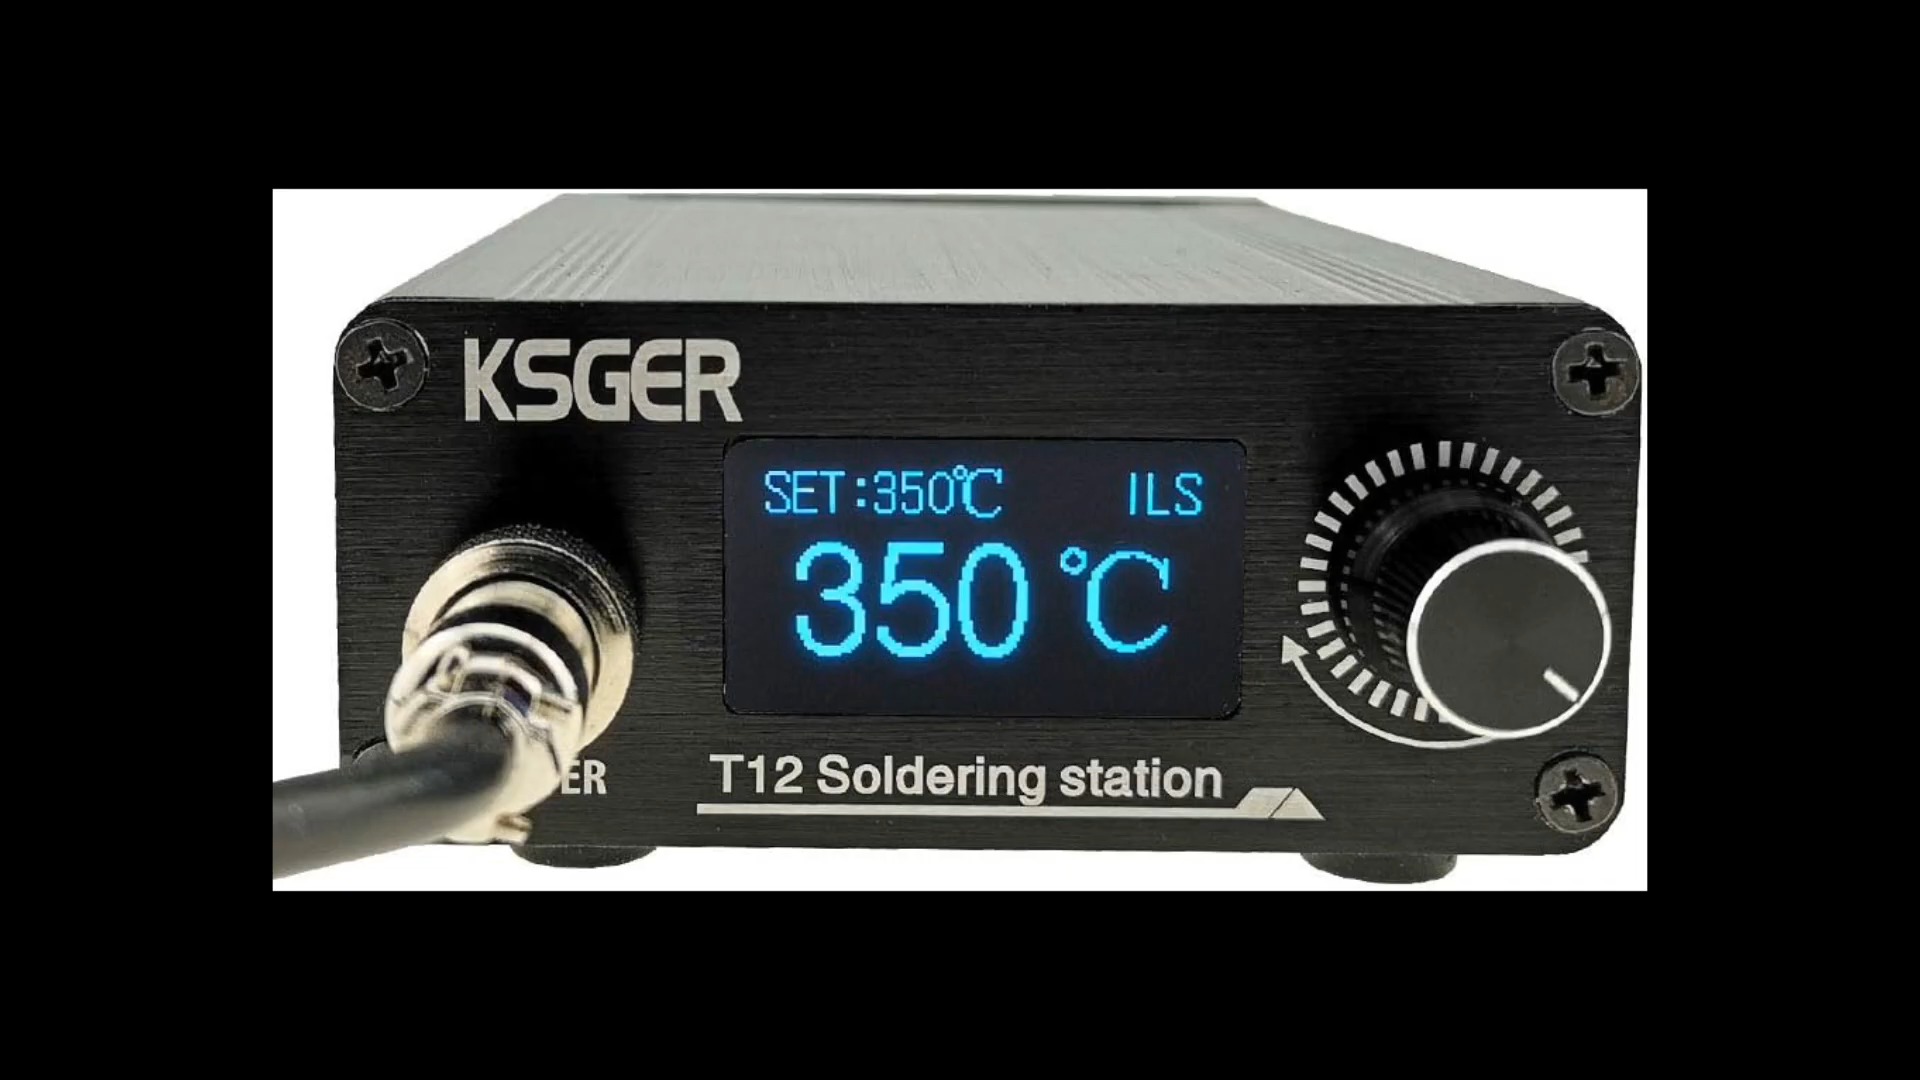 KSGER
SET:350℃
ILS
350℃
T12 Soldering station